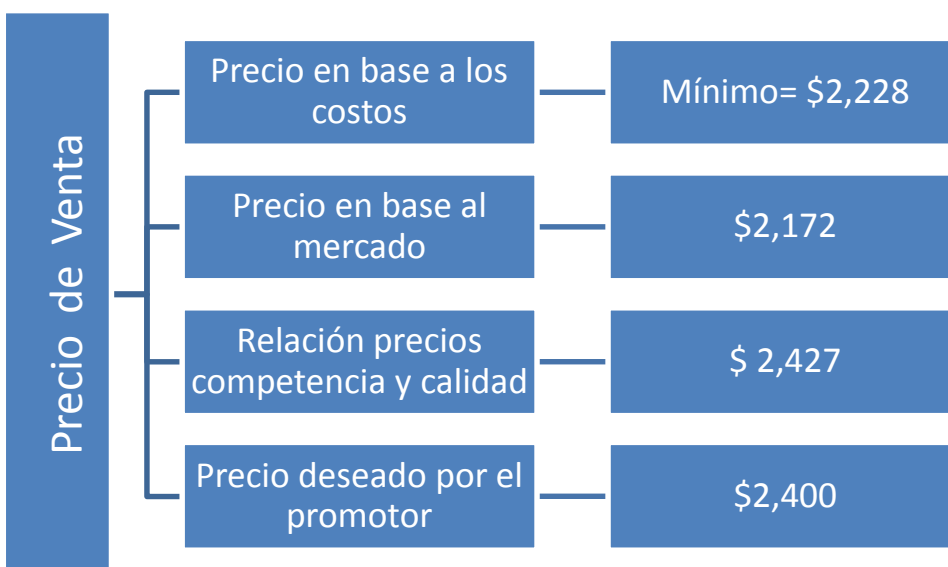 Precio de Venta
Precio en base a los
costos
Mínimo= $2,228
Precio en base al
mercado
$2,172
Relación precios
competencia y calidad
$ 2,427
Precio deseado por el
promotor
$2,400